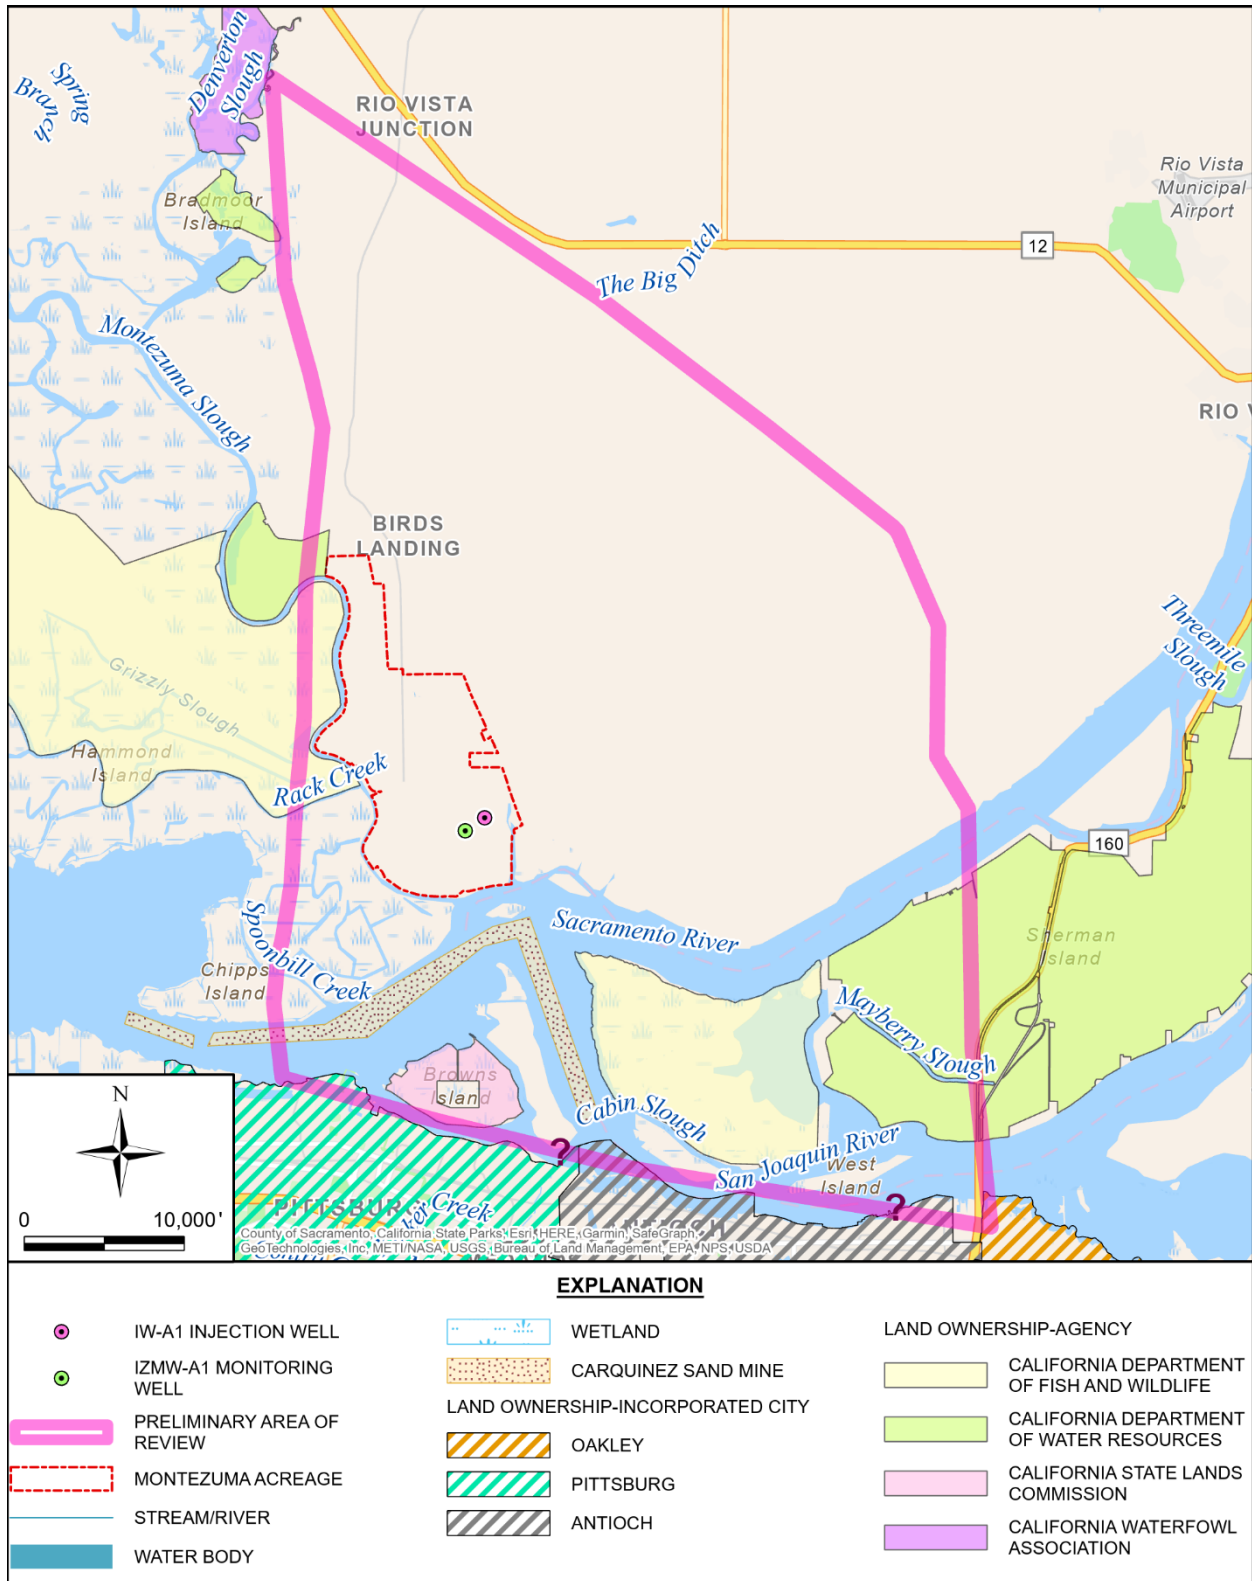 Denverton
Slough
Spring
Branch
RIO VISTA
JUNCTION
Rio Vista
Municipal
Airport
Bradmoor
Island
12
The Big Ditch
Montezuma Slough
RIO V
BIRDS
LANDING
Threemile
Slough
Grizzly Slough
Hammond
Island
Rack Creek
160
Sacramento River
Spoonbill Creek
Chipps
Island
Sherman
Island
Mayberry Slough
Browns
Island
Cabin Slough
San Joaquin River
West
Island
?
?
N
0 10,000'
PITTSBURG
ker Creek
County of Sacramento, California State Parks, Esri, HERE, Garmin, SafeGraph,
GeoTechnologies, Inc, METI/NASA, USGS, Bureau of Land Management, EPA, NPS, USDA
EXPLANATION
IW-A1 INJECTION WELL
IZMW-A1 MONITORING
WELL
PRELIMINARY AREA OF
REVIEW
MONTEZUMA ACREAGE
STREAM/RIVER
WATER BODY
WETLAND
CARQUINEZ SAND MINE
LAND OWNERSHIP-INCORPORATED CITY
OAKLEY
PITTSBURG
ANTIOCH
LAND OWNERSHIP-AGENCY
CALIFORNIA DEPARTMENT
OF FISH AND WILDLIFE
CALIFORNIA DEPARTMENT
OF WATER RESOURCES
CALIFORNIA STATE LANDS
COMMISSION
CALIFORNIA WATERFOWL
ASSOCIATION